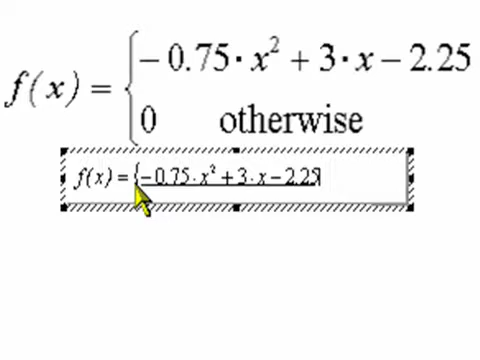 f(x) = { -0.75·x² + 3·x - 2.25
0 otherwise
f(x) = { -0.75·x² + 3·x - 2.25